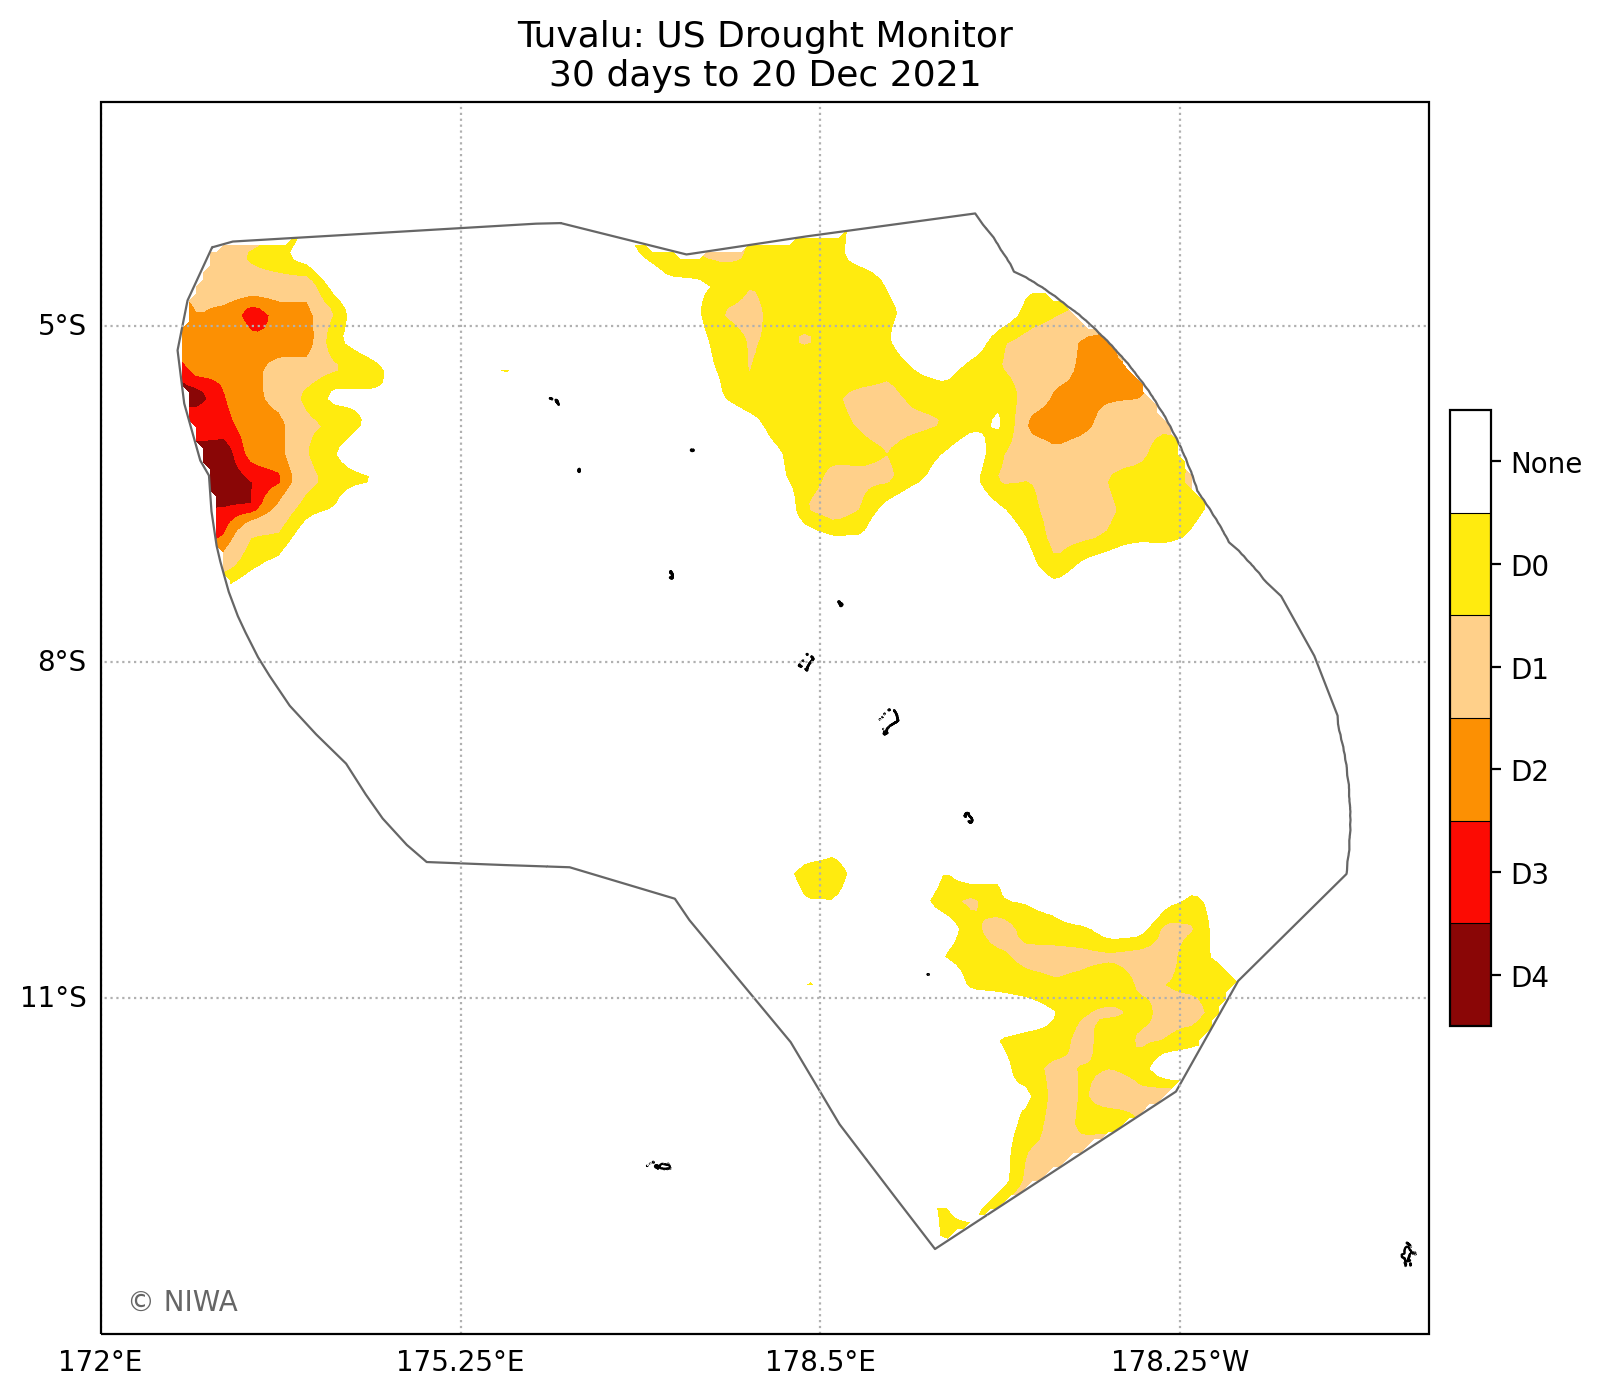 Tuvalu: US Drought Monitor
30 days to 20 Dec 2021
5°S
8°S
11°S
172°E
175.25°E
178.5°E
178.25°W
None
D0
D1
D2
D3
D4
© NIWA